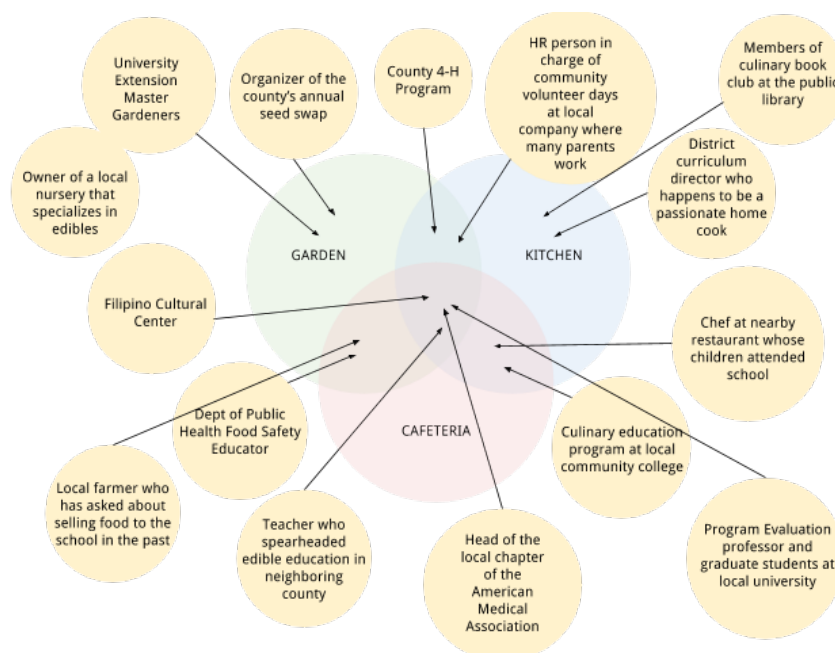 University
Extension
Master
Gardeners
Organizer of the
county's annual
seed swap
County 4-H
Program
HR person in
charge of
community
volunteer days
at local
company where
many parents
work
Members of
culinary book
club at the public
library
Owner of a local
nursery that
specializes in
edibles
District
curriculum
director who
happens to be a
passionate home
cook
GARDEN
KITCHEN
Filipino Cultural
Center
Chef at nearby
restaurant whose
children attended
school
Dept of Public
Health Food Safety
Educator
CAFETERIA
Culinary education
program at local
community college
Local farmer who
has asked about
selling food to the
school in the past
Teacher who
spearheaded
edible education in
neighboring
county
Head of the
local chapter
of the
American
Medical
Association
Program Evaluation
professor and
graduate students at
local university